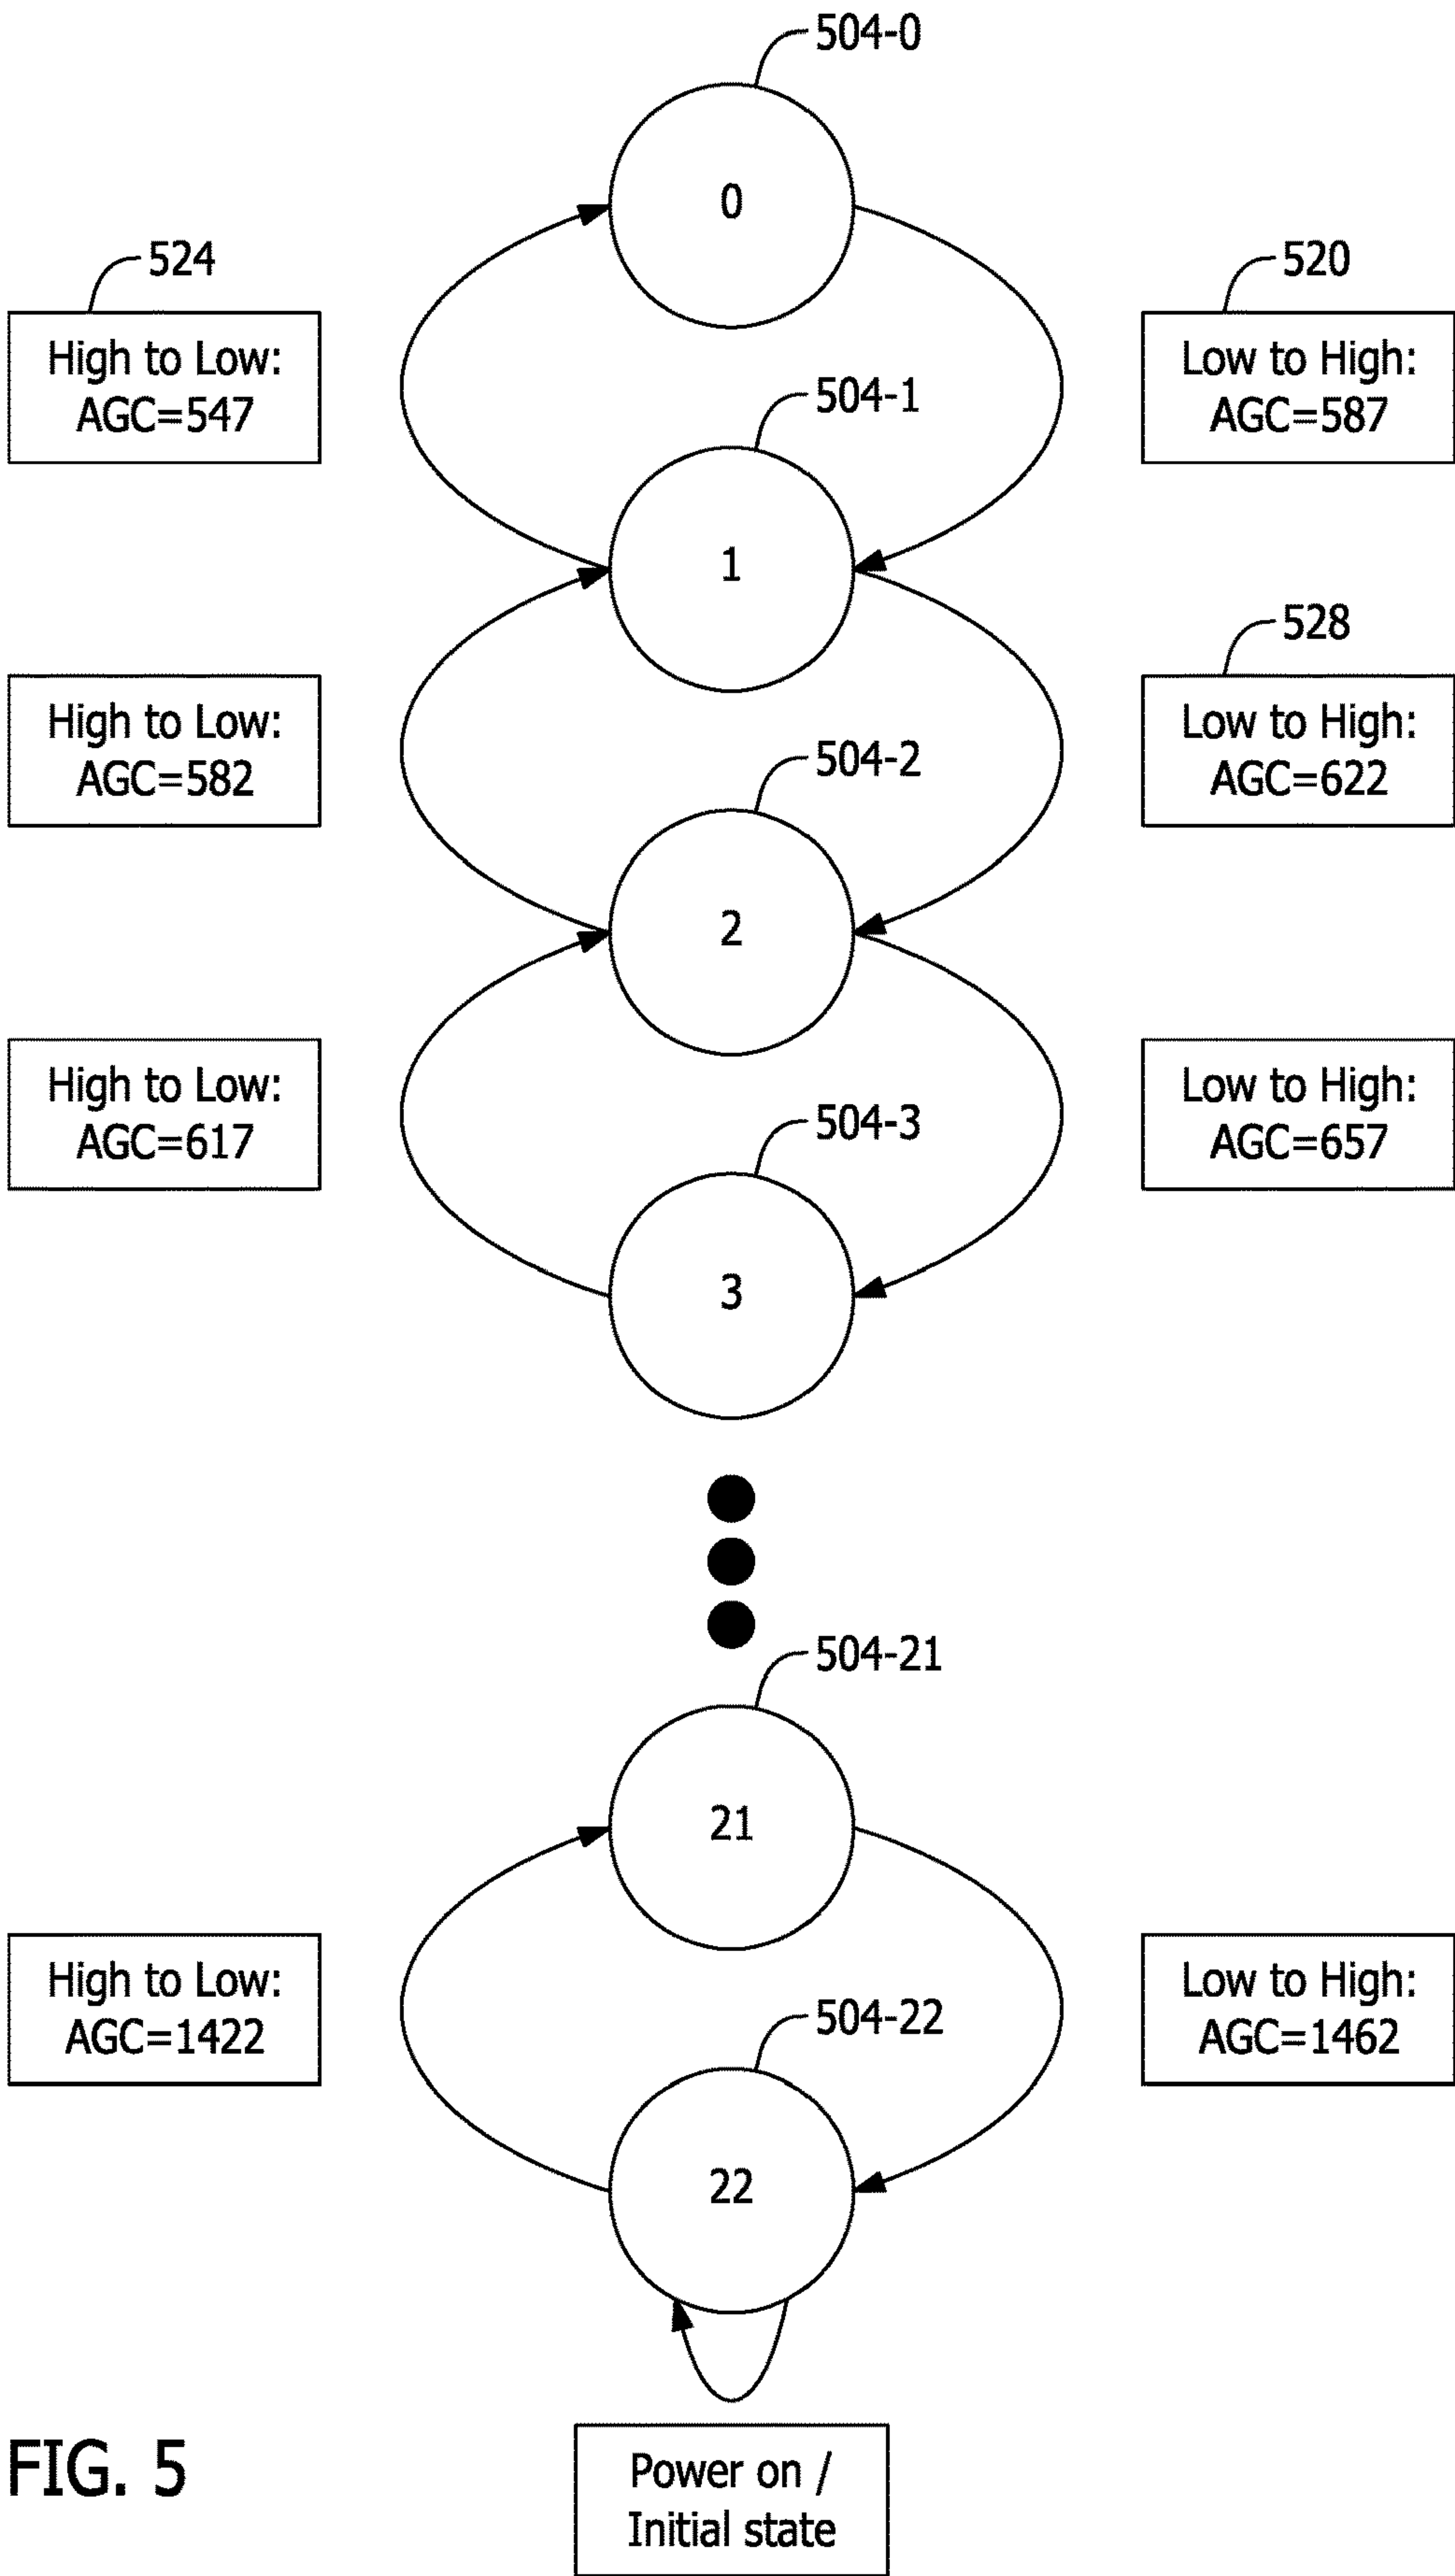 504-0
0
524
520
High to Low:
AGC=547
Low to High:
AGC=587
504-1
1
528
High to Low:
AGC=582
Low to High:
AGC=622
504-2
2
High to Low:
AGC=617
Low to High:
AGC=657
504-3
3
504-21
21
High to Low:
AGC=1422
Low to High:
AGC=1462
504-22
22
Power on /
Initial state
FIG. 5